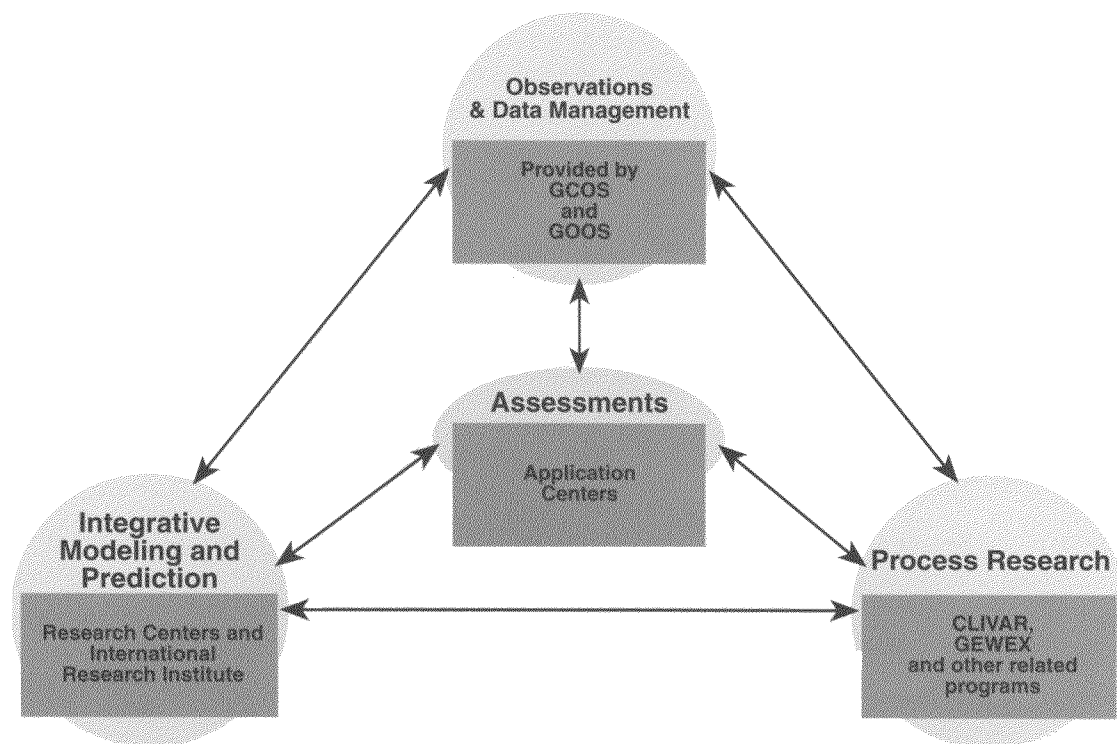 Observations
& Data Management
Provided by
GCOS
and
GOOS
Assessments
Application
Centers
Integrative
Modeling and
Prediction
Research Centers and
International
Research Institute
Process Research
CLIVAR,
GEWEX
and other related
programs